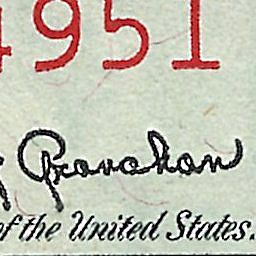 4951
Granahan
of the United States.